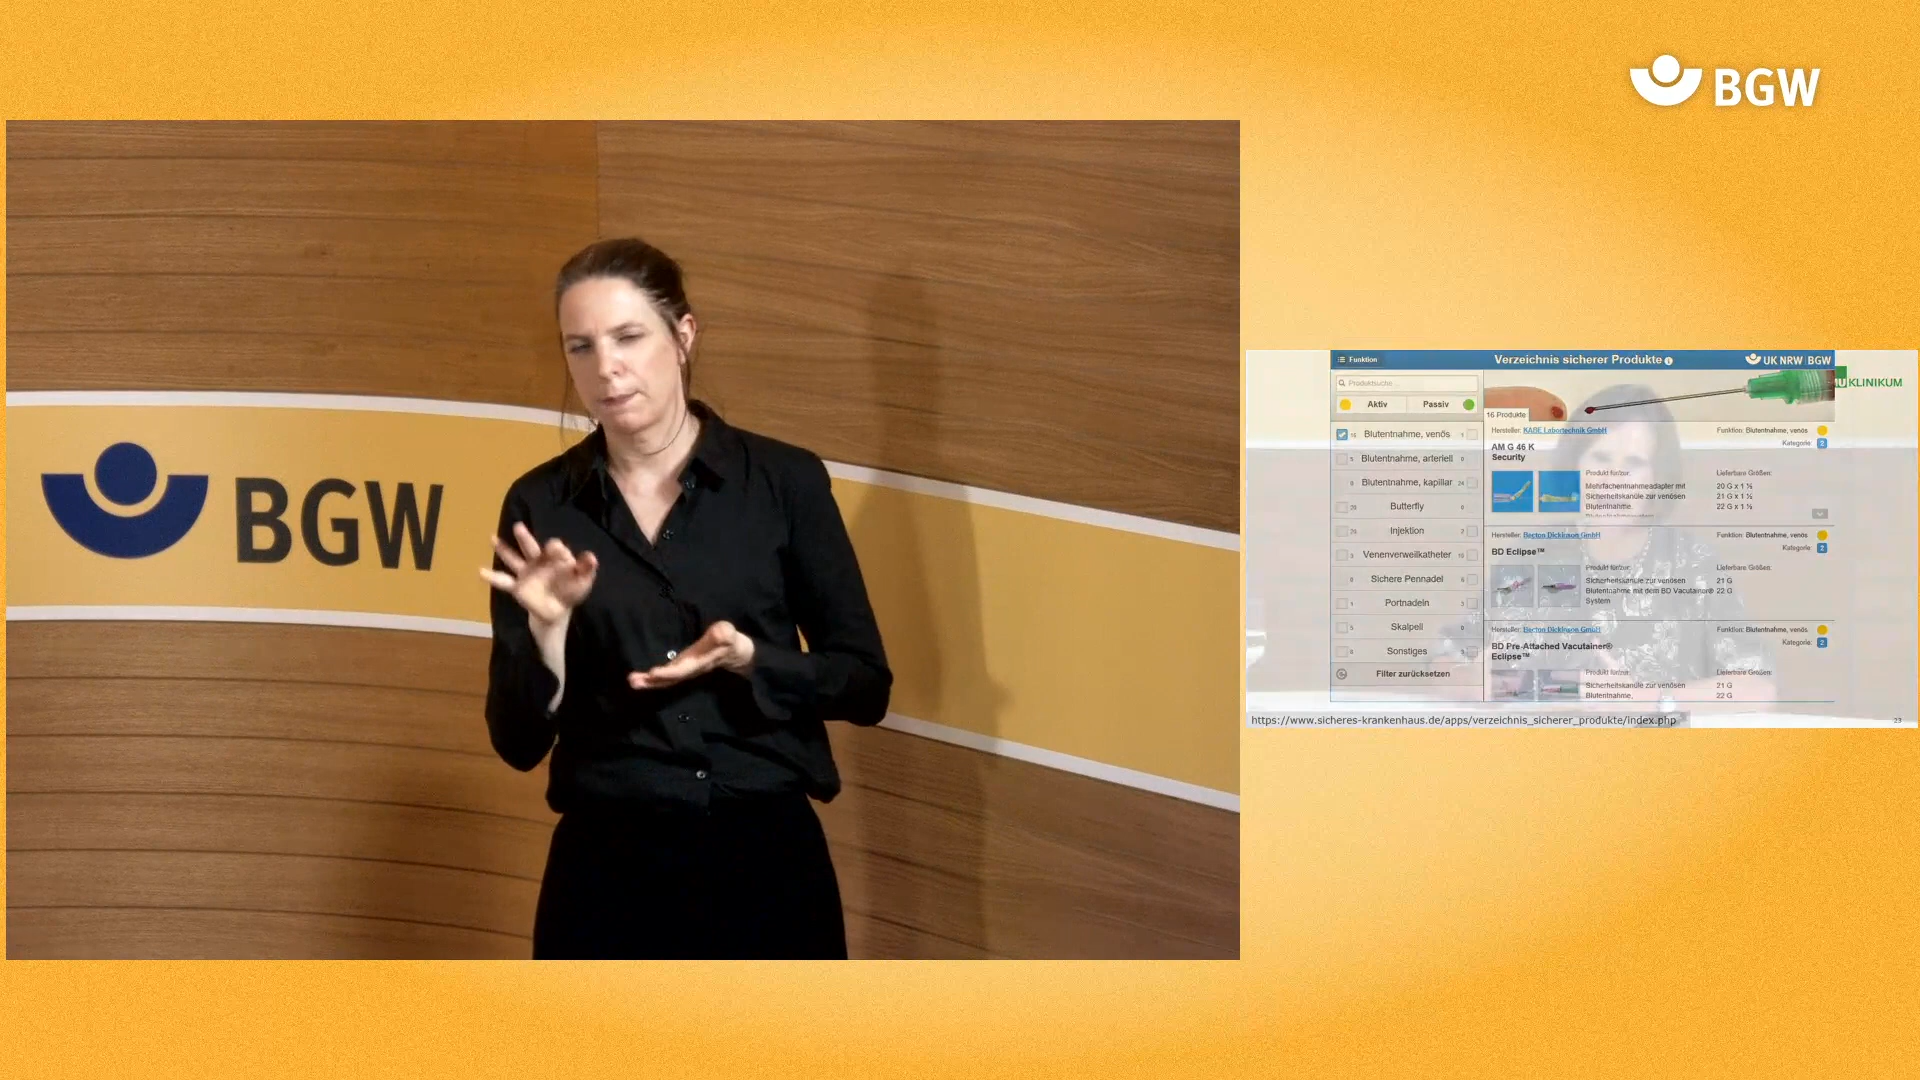 BGW
BGW
Funktion
Verzeichnis sicherer Produkte
UK NRW BGW
KLINIKUM
Produktsuche ...
Aktiv
Passiv
16 Produkte
Blutentnahme, venös
Blutentnahme, arteriell
Blutentnahme, kapillar
Butterfly
Injektion
Venenverweilkatheter
Sichere Pennadel
Portnadeln
Skalpell
Sonstiges
Filter zurücksetzen
Hersteller: KABE Labortechnik GmbH
Funktion: Blutentnahme, venös
Kategorie: 2
AM G 46 K
Security
Produkt für/zur:
Lieferbare Größen:
Mehrfachentnahmeadapter mit
20 G x 1 ½
Sicherheitskanüle zur venösen
21 G x 1 ½
Blutentnahme.
22 G x 1 ½
Hersteller: Becton Dickinson GmbH
Funktion: Blutentnahme, venös
Kategorie: 2
BD Eclipse™
Produkt für/zur:
Lieferbare Größen:
Sicherheitskanüle zur venösen
21 G
Blutentnahme mit dem BD Vacutainer®
22 G
System
Hersteller: Becton Dickinson GmbH
Funktion: Blutentnahme, venös
Kategorie: 2
BD Pre-Attached Vacutainer®
Eclipse™
Produkt für/zur:
Lieferbare Größen:
Sicherheitskanüle zur venösen
21 G
Blutentnahme,
22 G
https://www.sicheres-krankenhaus.de/apps/verzeichnis_sicherer_produkte/index.php
23